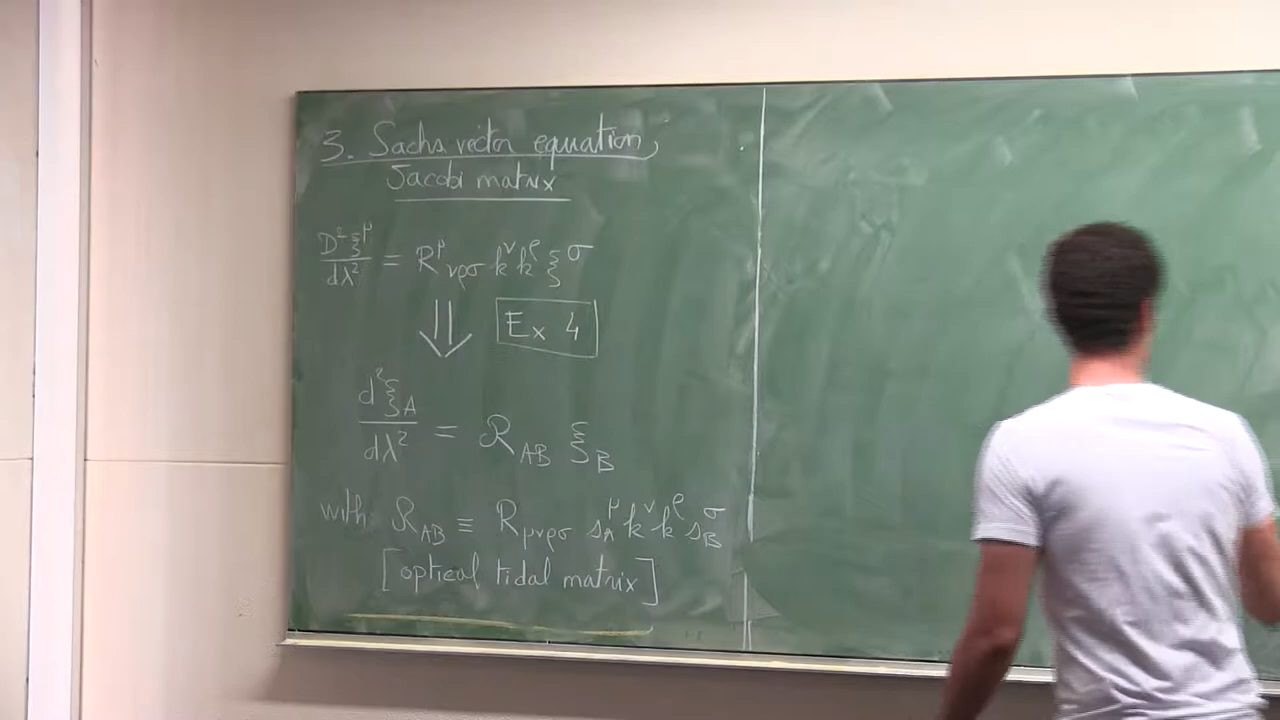 3. Sachs vector equation,
Jacobi matrix
D²ξ^μ/dλ² = R^μ_νρσ k^ν k^ρ ξ^σ
⇓ Ex 4
d²ξ_A/dλ² = ℛ_AB ξ_B
with ℛ_AB ≡ R_μνρσ s_A^μ k^ν k^ρ s_B^σ
[optical tidal matrix]